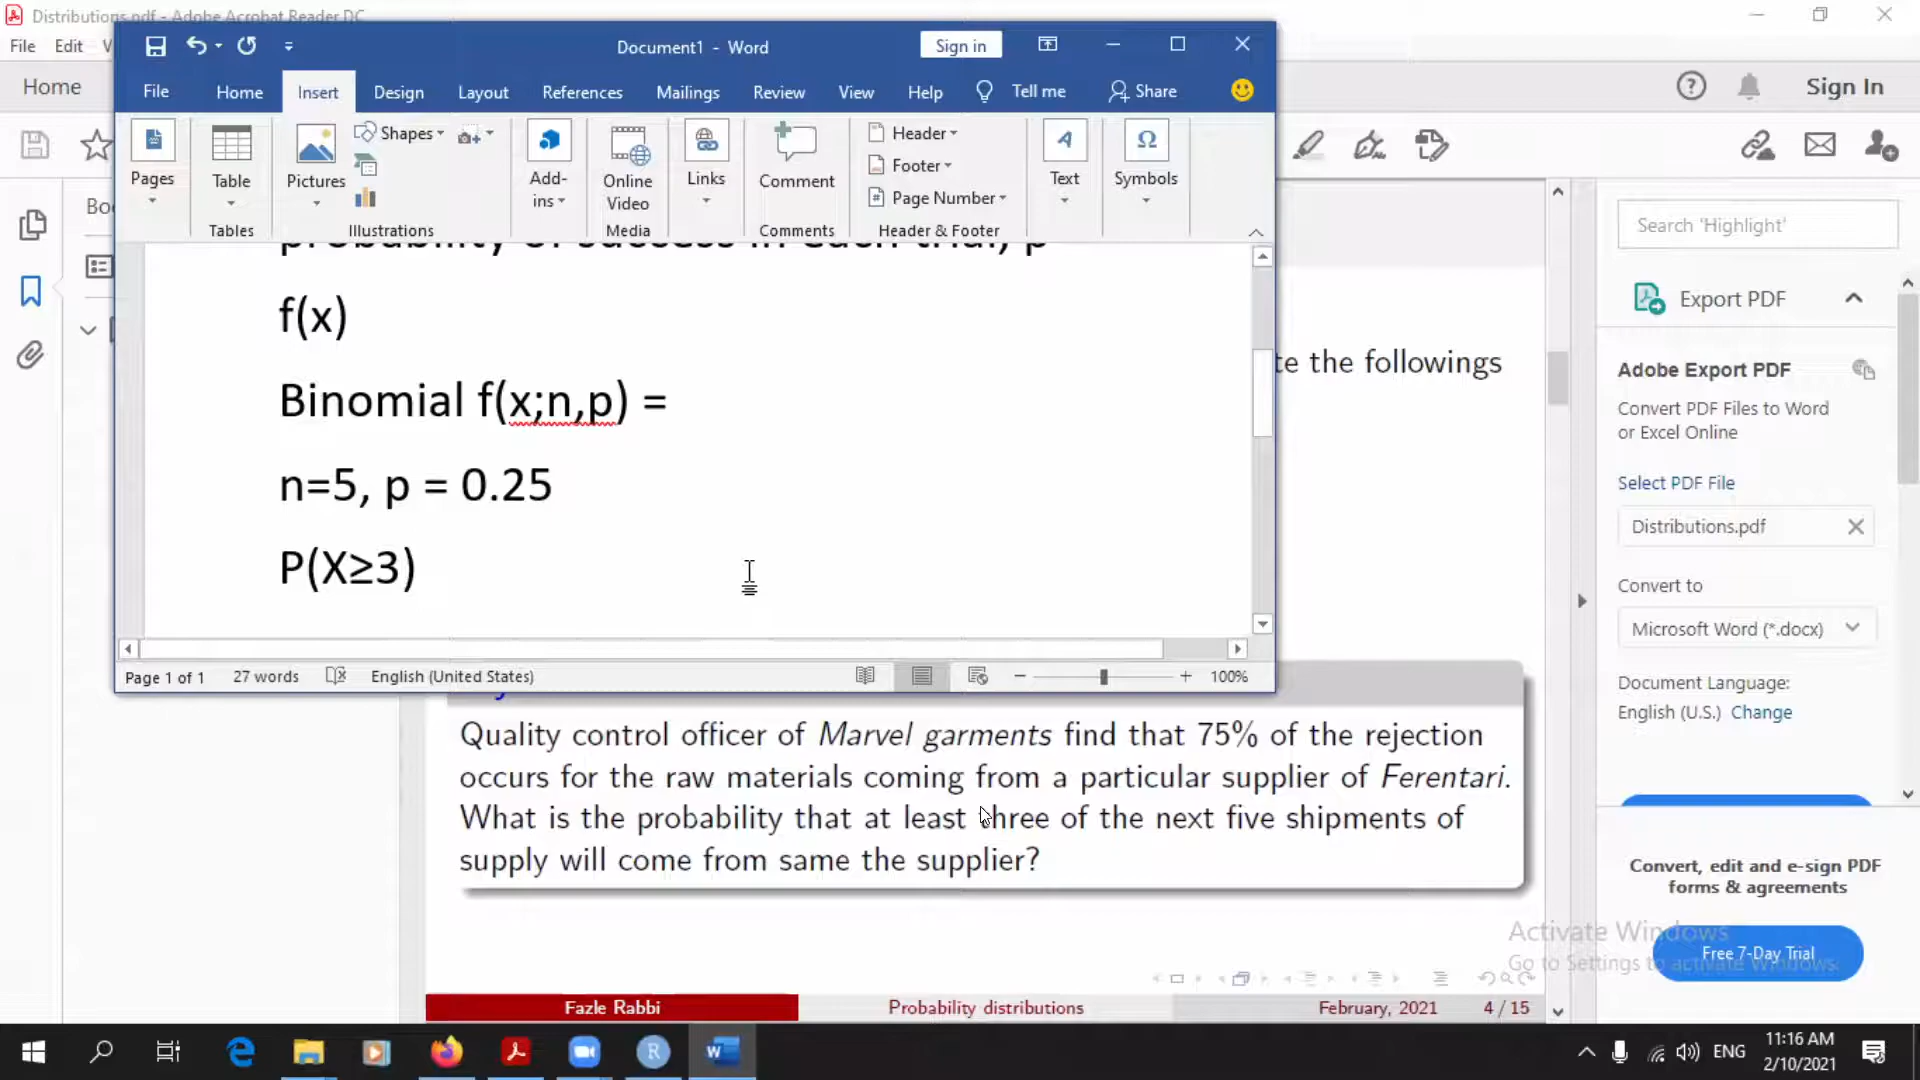 Distributions.pdf - Adobe Acrobat Reader DC
File Edit
Document1 - Word
Sign in
Home
Sign In
File Home Insert Design Layout References Mailings Review View Help Tell me Share
Pages
Table
Pictures
Shapes
Add-ins
Online Video
Links
Comment
Header
Footer
Page Number
Text
Symbols
Tables
Illustrations
Media
Comments
Header & Footer
probability of success in each trial, p
f(x)
Binomial f(x;n,p) =
n=5, p = 0.25
P(X≥3)
Page 1 of 1 27 words English (United States) 100%
te the followings
Quality control officer of Marvel garments find that 75% of the rejection
occurs for the raw materials coming from a particular supplier of Ferentari.
What is the probability that at least three of the next five shipments of
supply will come from same the supplier?
Fazle Rabbi Probability distributions February, 2021 4 / 15
Search 'Highlight'
Export PDF
Adobe Export PDF
Convert PDF Files to Word
or Excel Online
Select PDF File
Distributions.pdf
Convert to
Microsoft Word (*.docx)
Document Language:
English (U.S.) Change
Convert, edit and e-sign PDF
forms & agreements
Free 7-Day Trial
Activate Windows
Go to Settings to activate Windows.
ENG
11:16 AM
2/10/2021